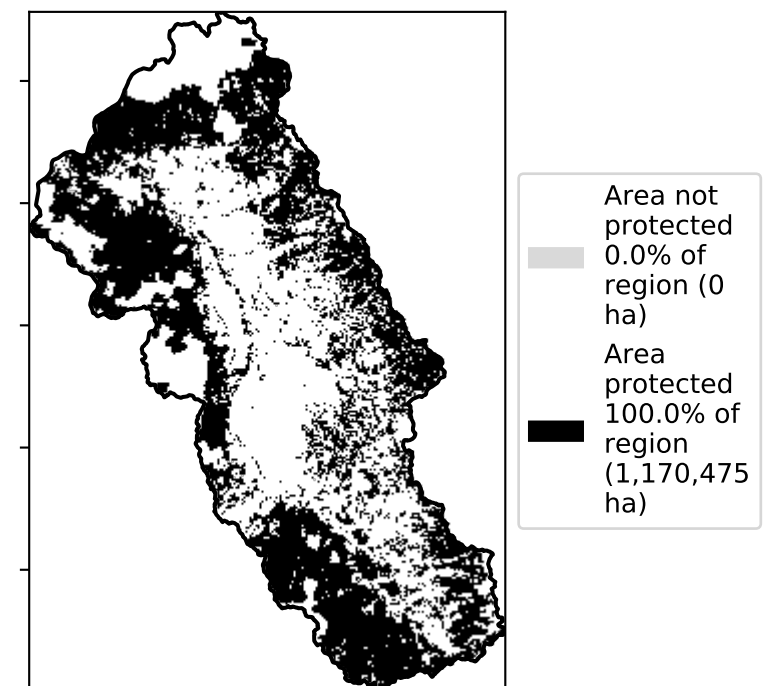 Area not
protected
0.0% of
region (0
ha)
Area
protected
100.0% of
region
(1,170,475
ha)